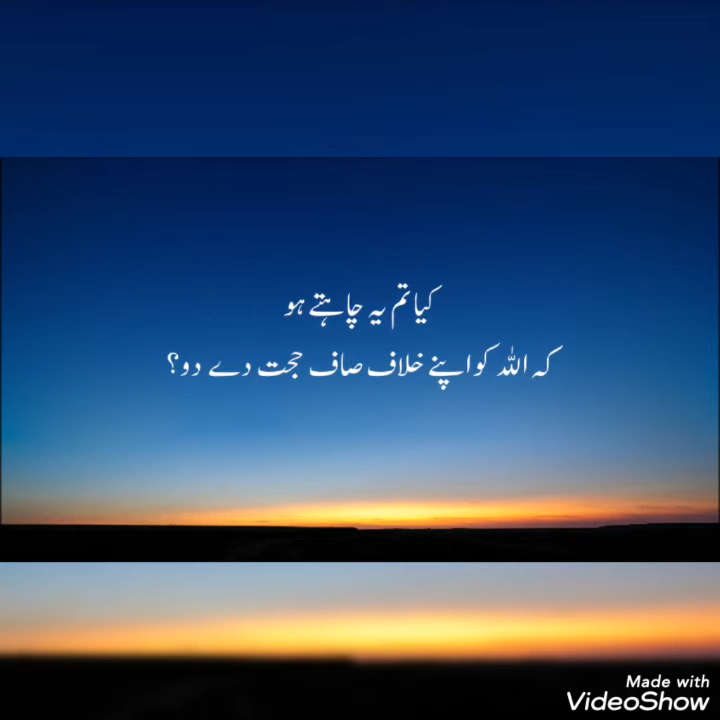 کیا تم یہ چاہتے ہو
کہ اللہ کو اپنے خلاف صاف حجت دے دو؟
Made with
VideoShow